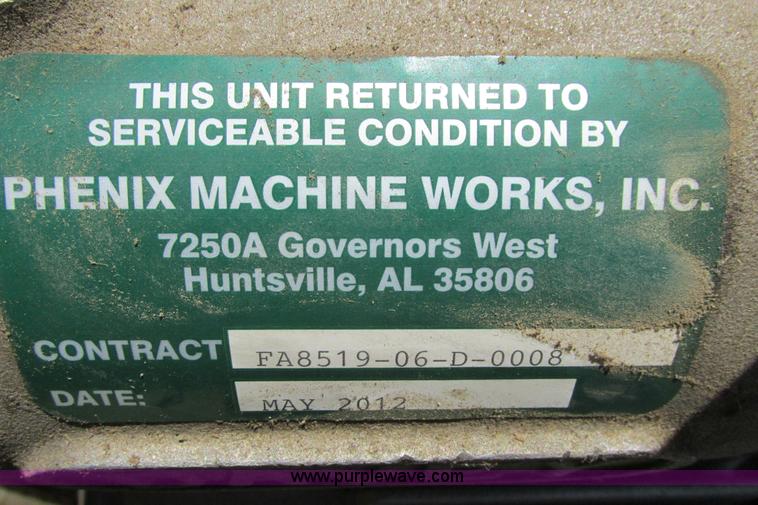 THIS UNIT RETURNED TO
SERVICEABLE CONDITION BY
PHENIX MACHINE WORKS, INC.
7250A Governors West
Huntsville, AL 35806
CONTRACT FA8519-06-D-0008
DATE: MAY 2012
www.purplewave.com